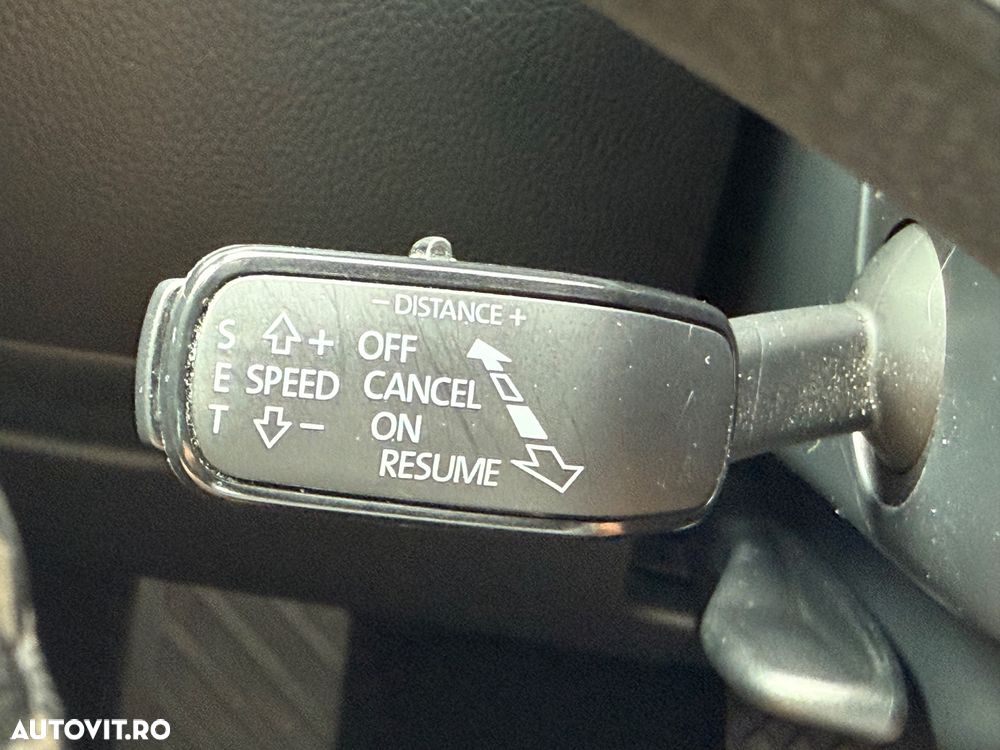 − DISTANCE +
S + OFF
E SPEED CANCEL
T − ON
RESUME
AUTOVIT.RO